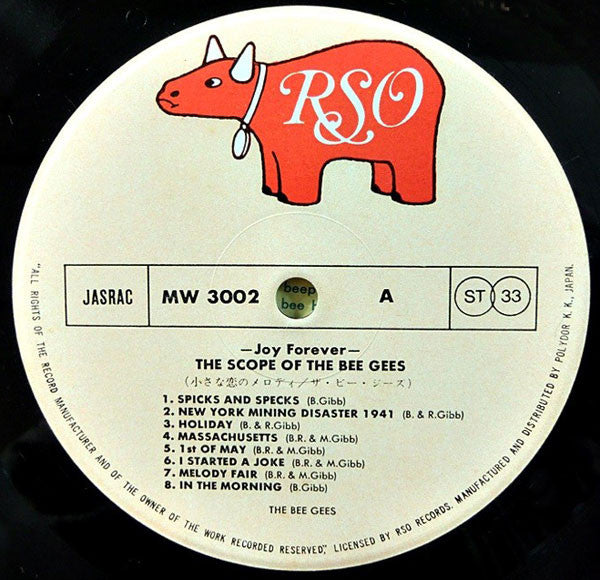 RSO
JASRAC
MW 3002
beep
bee
A
ST 33
—Joy Forever—
THE SCOPE OF THE BEE GEES
(小さな恋のメロディ/ザ・ビー・ジーズ)
1. SPICKS AND SPECKS (B.Gibb)
2. NEW YORK MINING DISASTER 1941 (B. & R.Gibb)
3. HOLIDAY (B. & R.Gibb)
4. MASSACHUSETTS (B.R. & M.Gibb)
5. 1st OF MAY (B.R. & M.Gibb)
6. I STARTED A JOKE (B.R. & M.Gibb)
7. MELODY FAIR (B.R. & M.Gibb)
8. IN THE MORNING (B.Gibb)
THE BEE GEES
"ALL RIGHTS OF THE RECORD MANUFACTURER AND OF THE OWNER OF THE WORK RECORDED RESERVED," LICENSED BY RSO RECORDS. MANUFACTURED AND DISTRIBUTED BY POLYDOR K.K., JAPAN.